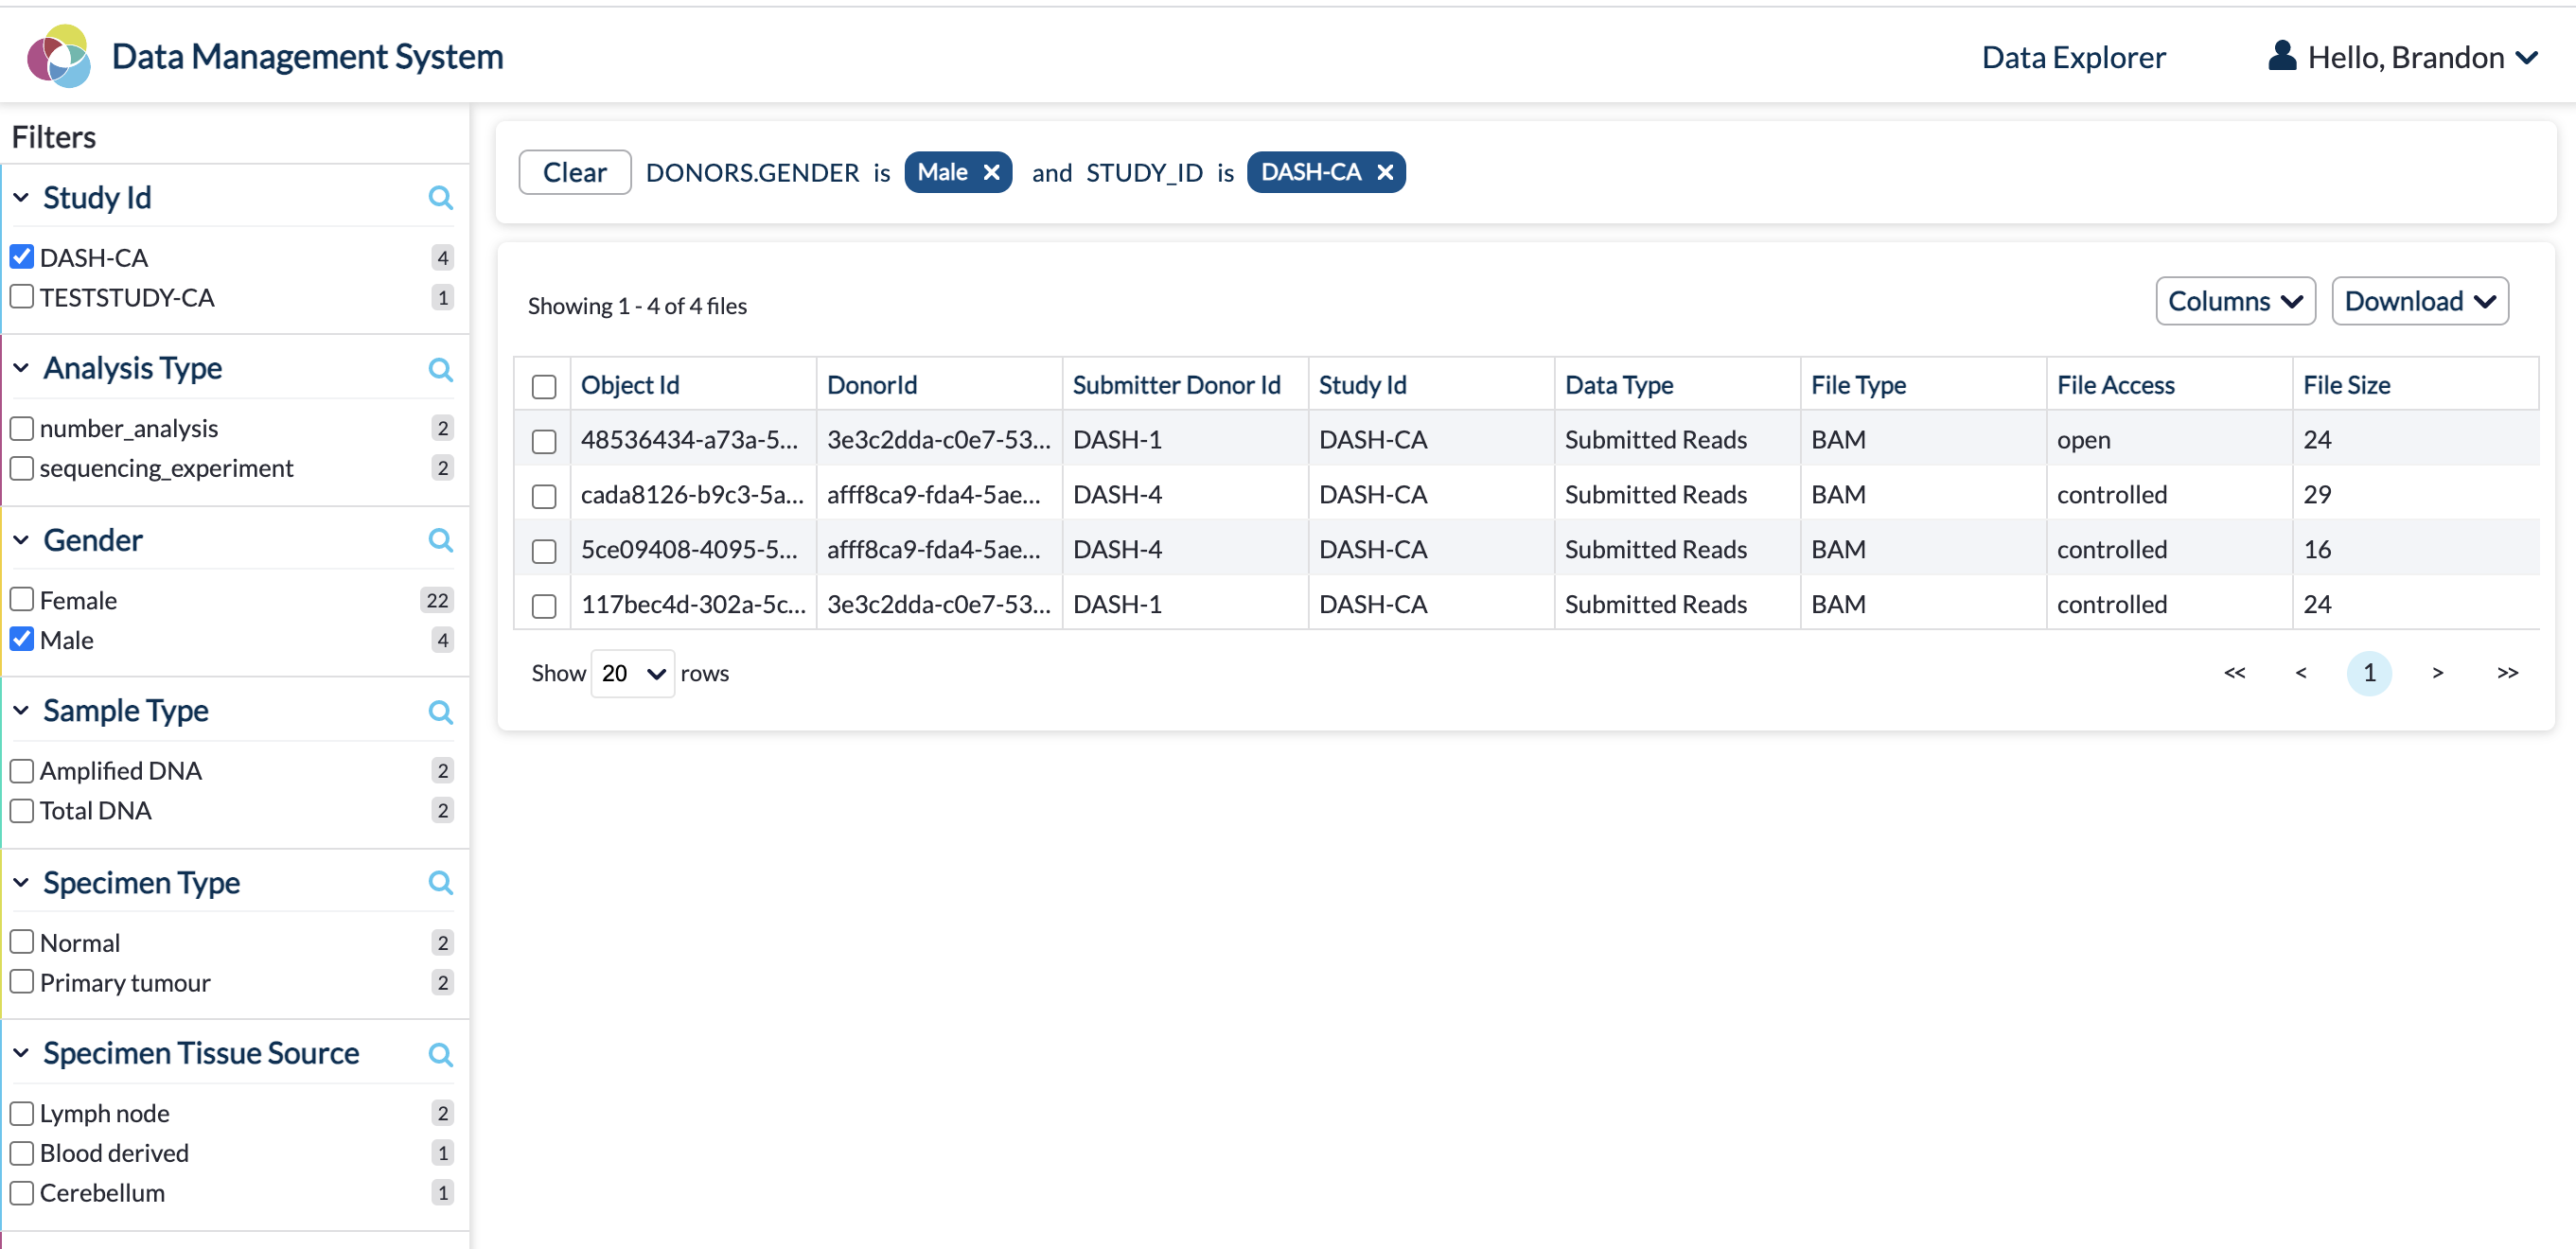 Data Management System
Data Explorer
Hello, Brandon
Filters
Study Id
DASH-CA 4
TESTSTUDY-CA 1
Analysis Type
number_analysis 2
sequencing_experiment 2
Gender
Female 22
Male 4
Sample Type
Amplified DNA 2
Total DNA 2
Specimen Type
Normal 2
Primary tumour 2
Specimen Tissue Source
Lymph node 2
Blood derived 1
Cerebellum 1
Clear DONORS.GENDER is Male and STUDY_ID is DASH-CA
Showing 1 - 4 of 4 files
Columns Download
Object Id DonorId Submitter Donor Id Study Id Data Type File Type File Access File Size
48536434-a73a-5... 3e3c2dda-c0e7-53... DASH-1 DASH-CA Submitted Reads BAM open 24
cada8126-b9c3-5a... afff8ca9-fda4-5ae... DASH-4 DASH-CA Submitted Reads BAM controlled 29
5ce09408-4095-5... afff8ca9-fda4-5ae... DASH-4 DASH-CA Submitted Reads BAM controlled 16
117bec4d-302a-5c... 3e3c2dda-c0e7-53... DASH-1 DASH-CA Submitted Reads BAM controlled 24
Show 20 rows
<< < 1 > >>